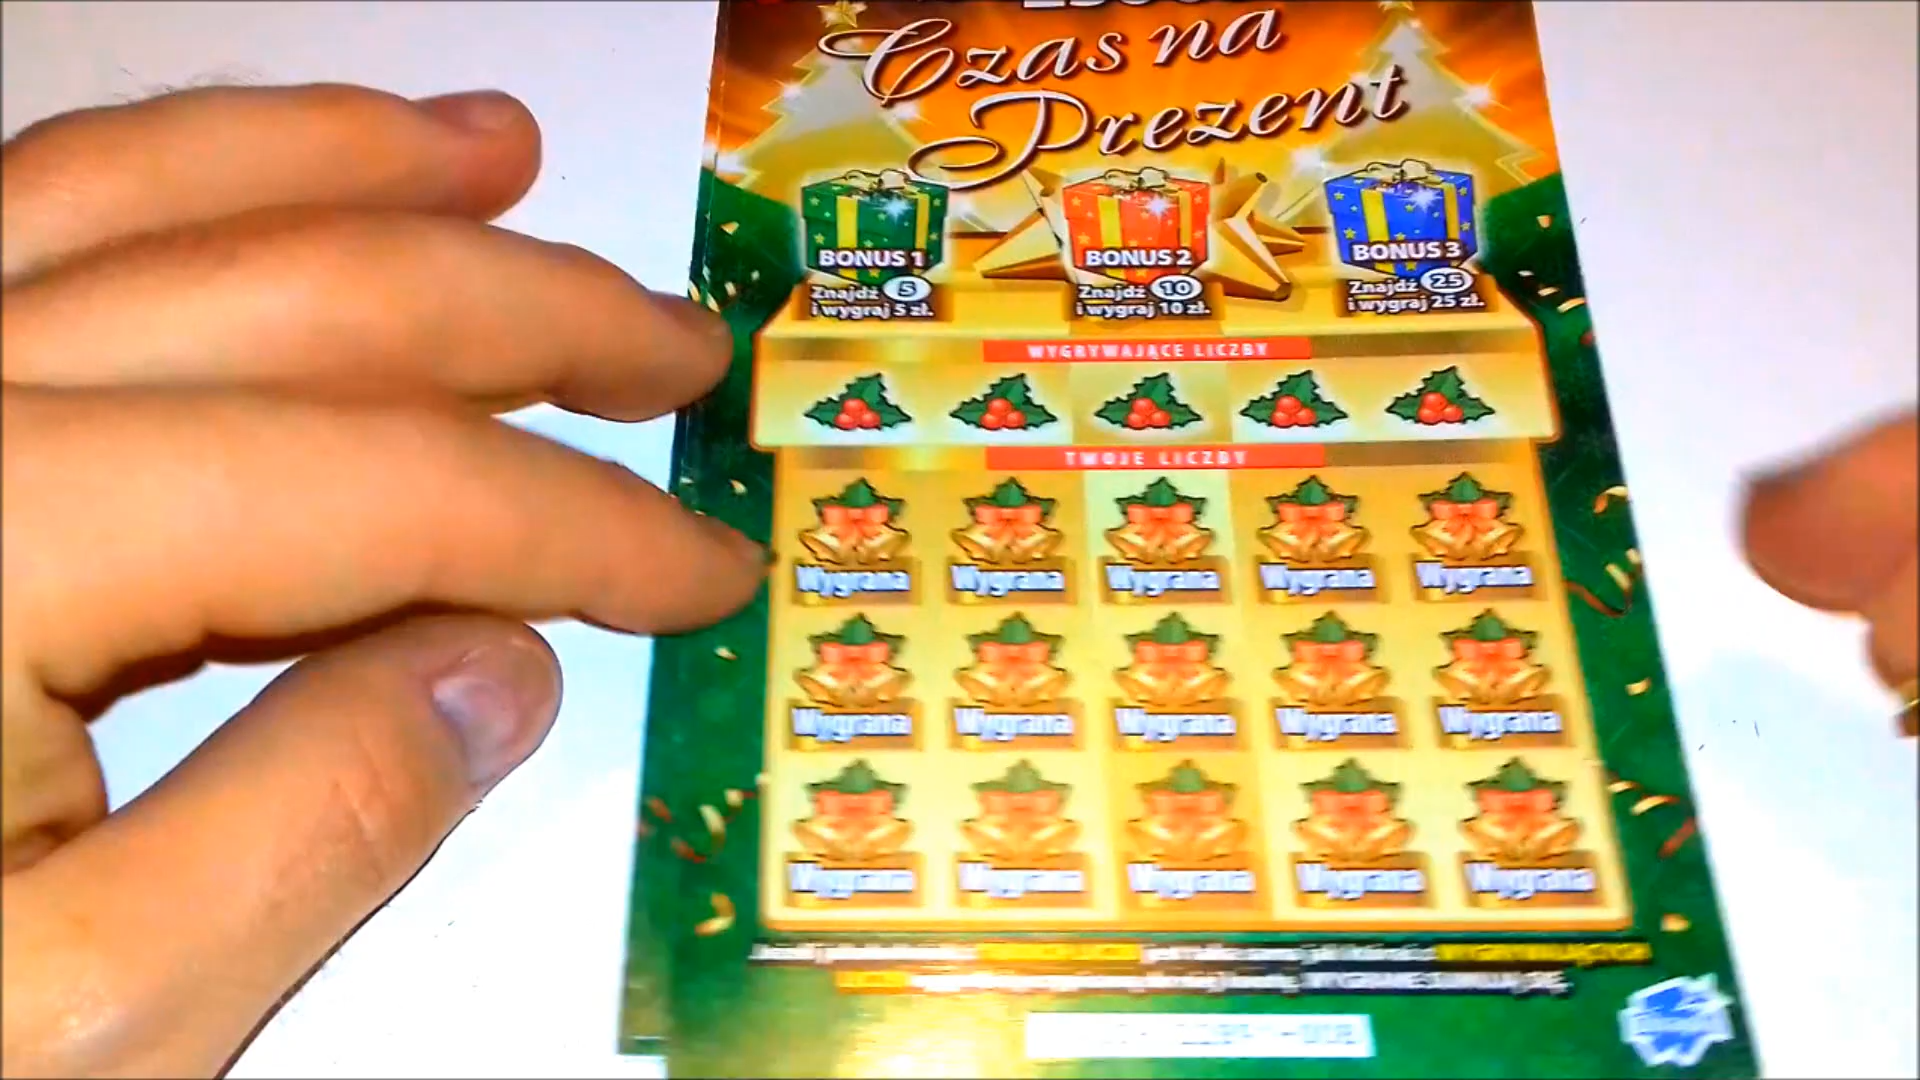 Czas na
Prezent
BONUS 1
Znajdź 5
i wygraj 5 zł.
BONUS 2
Znajdź 10
i wygraj 10 zł.
BONUS 3
Znajdź 25
i wygraj 25 zł.
WYGRYWAJĄCE LICZBY
TWOJE LICZBY
Wygrana Wygrana Wygrana Wygrana Wygrana
Wygrana Wygrana Wygrana Wygrana Wygrana
Wygrana Wygrana Wygrana Wygrana Wygrana